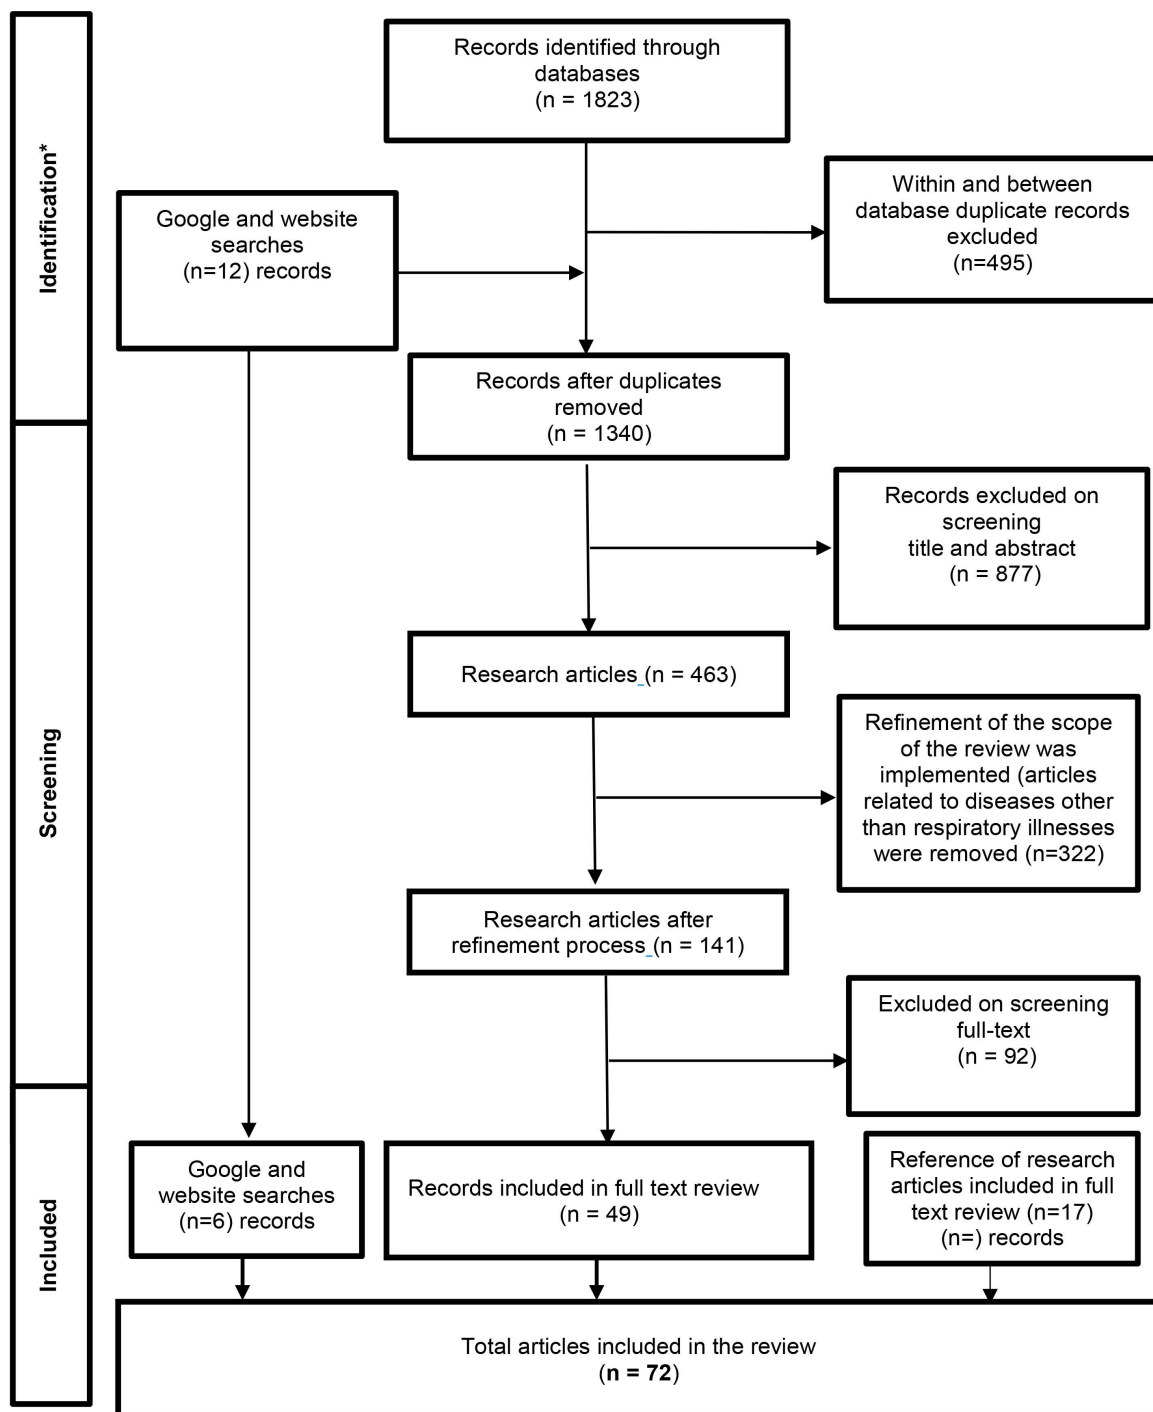 Identification*
Records identified through
databases
(n = 1823)
Google and website
searches
(n=12) records
Within and between
database duplicate records
excluded
(n=495)
Records after duplicates
removed
(n = 1340)
Screening
Records excluded on
screening
title and abstract
(n = 877)
Research articles (n = 463)
Refinement of the scope
of the review was
implemented (articles
related to diseases other
than respiratory illnesses
were removed (n=322)
Research articles after
refinement process (n = 141)
Excluded on screening
full-text
(n = 92)
Included
Google and
website searches
(n=6) records
Records included in full text review
(n = 49)
Reference of research
articles included in full
text review (n=17)
(n=) records
Total articles included in the review
(n = 72)